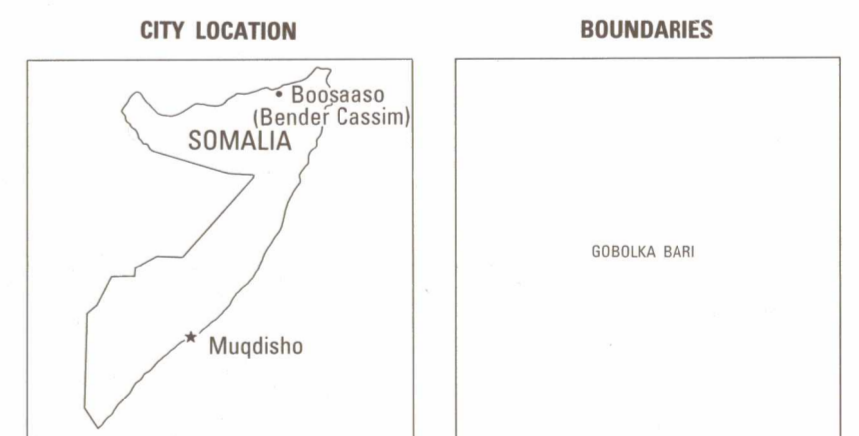 CITY LOCATION
BOUNDARIES
Boosaaso
(Bender Cassim)
SOMALIA
Muqdisho
GOBOLKA BARI